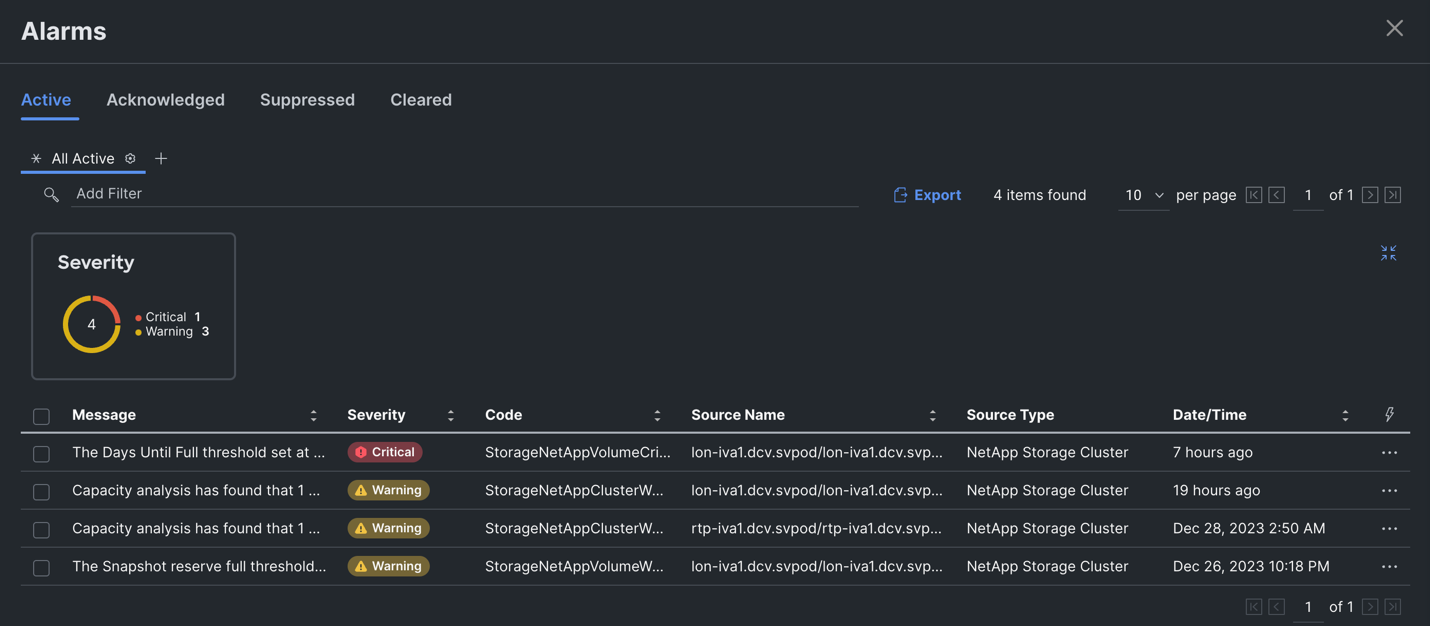 Alarms
Active Acknowledged Suppressed Cleared
All Active
Add Filter Export 4 items found 10 per page 1 of 1
Severity
4
Critical 1
Warning 3
Message Severity Code Source Name Source Type Date/Time
The Days Until Full threshold set at ... Critical StorageNetAppVolumeCri... lon-iva1.dcv.svpod/lon-iva1.dcv.svp... NetApp Storage Cluster 7 hours ago
Capacity analysis has found that 1 ... Warning StorageNetAppClusterW... lon-iva1.dcv.svpod/lon-iva1.dcv.svp... NetApp Storage Cluster 19 hours ago
Capacity analysis has found that 1 ... Warning StorageNetAppClusterW... rtp-iva1.dcv.svpod/rtp-iva1.dcv.svp... NetApp Storage Cluster Dec 28, 2023 2:50 AM
The Snapshot reserve full threshold... Warning StorageNetAppVolumeW... lon-iva1.dcv.svpod/lon-iva1.dcv.svp... NetApp Storage Cluster Dec 26, 2023 10:18 PM
1 of 1